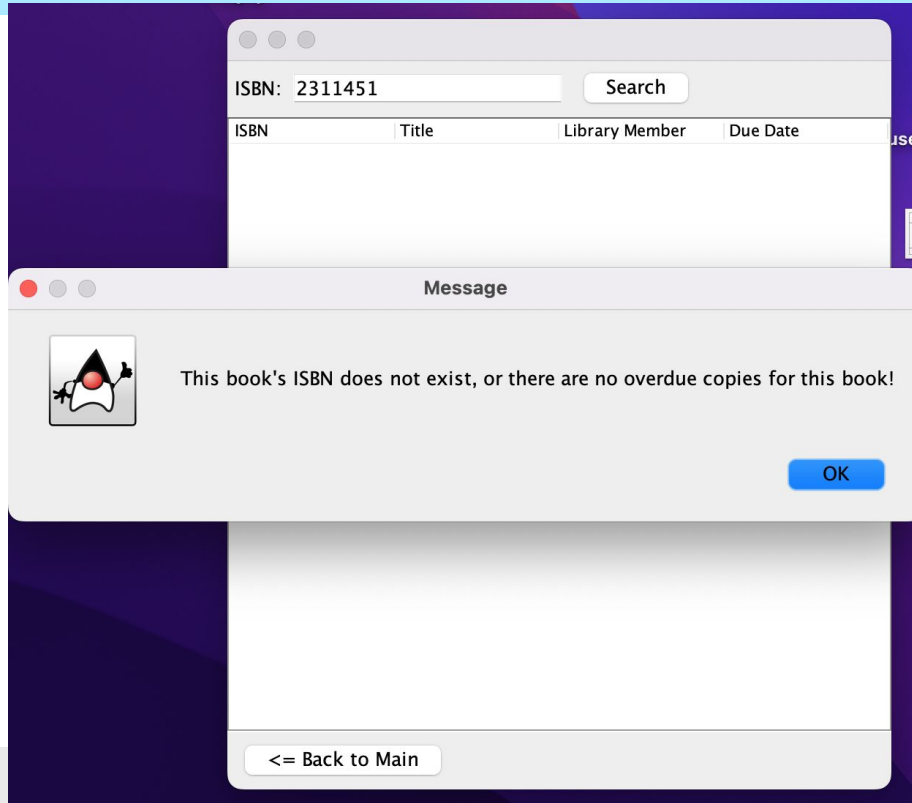 ISBN: 2311451 Search
ISBN Title Library Member Due Date
Message
This book's ISBN does not exist, or there are no overdue copies for this book!
OK
<= Back to Main